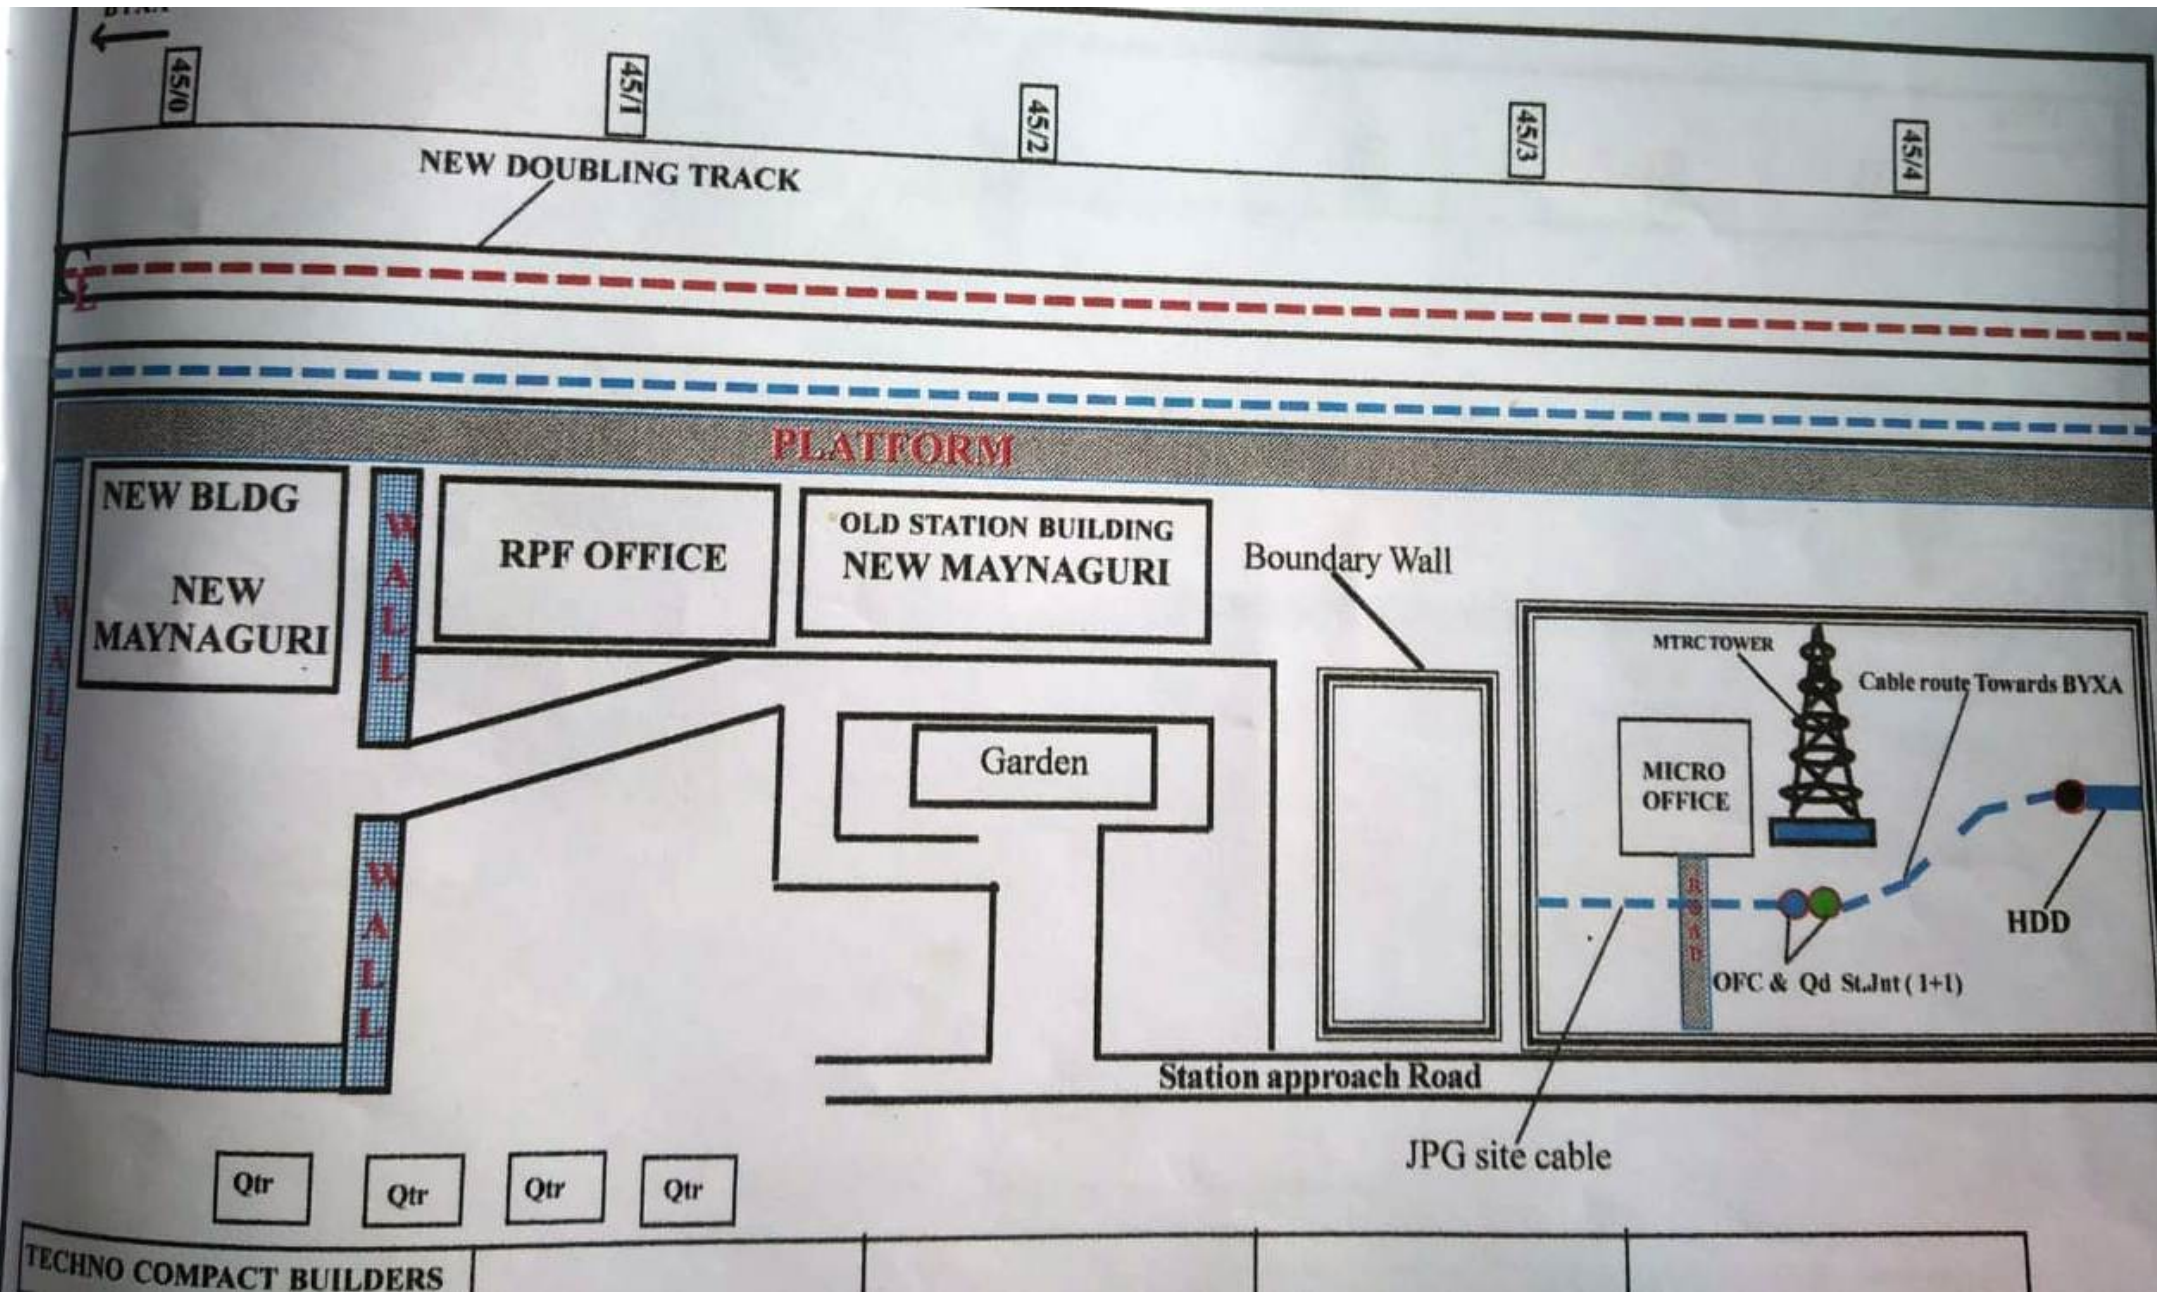 BYXA
45/0
45/1
45/2
45/3
45/4
NEW DOUBLING TRACK
CL
PLATFORM
NEW BLDG
NEW
MAYNAGURI
WALL
WALL
WALL
RPF OFFICE
OLD STATION BUILDING
NEW MAYNAGURI
Boundary Wall
MTRC TOWER
Cable route Towards BYXA
MICRO
OFFICE
Garden
ROAD
HDD
OFC & Qd St.Jnt ( 1+1)
Station approach Road
JPG site cable
Qtr
Qtr
Qtr
Qtr
TECHNO COMPACT BUILDERS